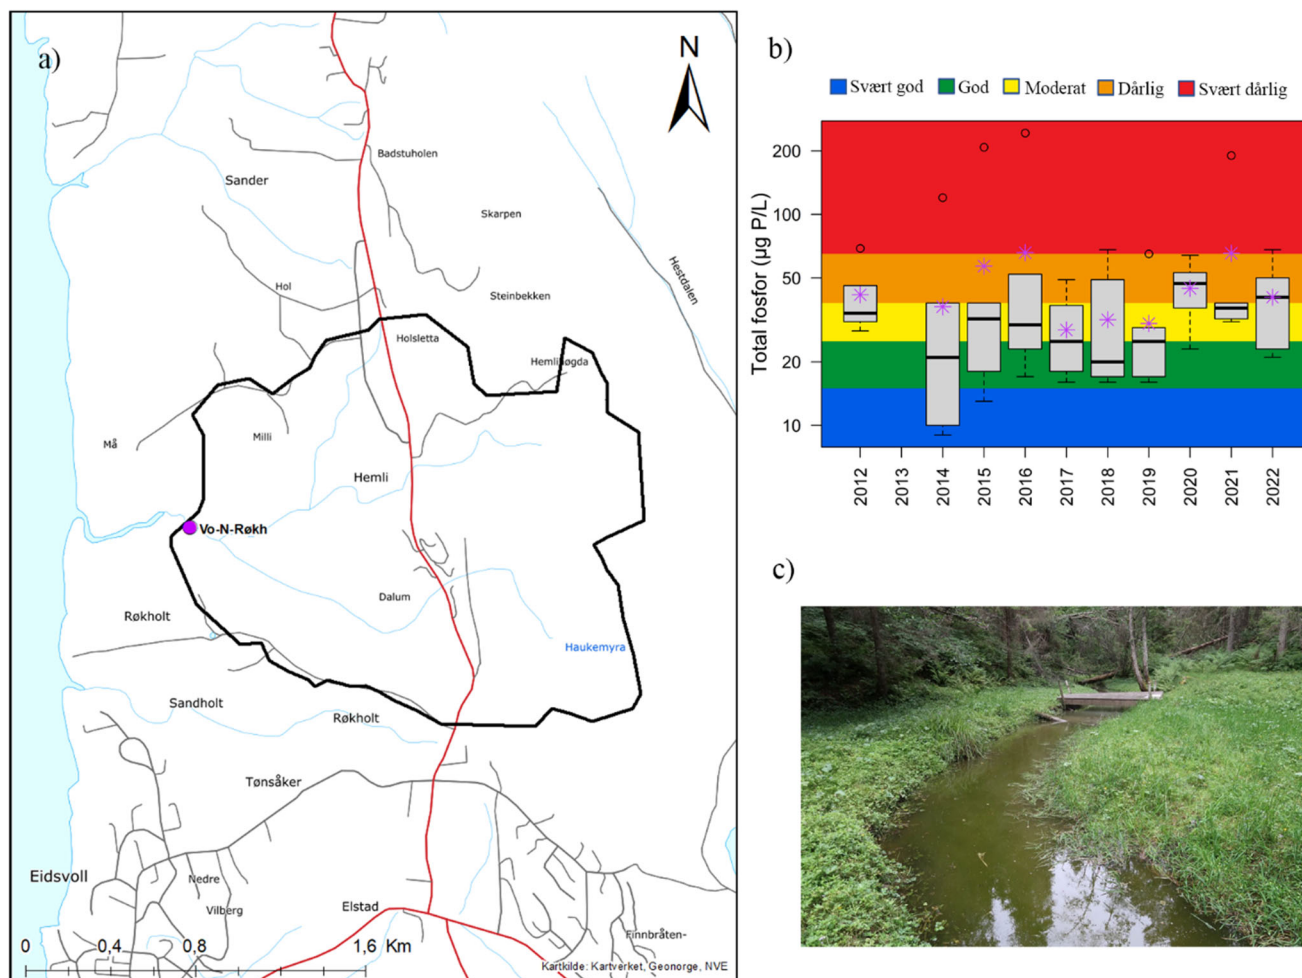 a)
N
Badstuholen
Sander
Skarpen
Hestdalen
Hol
Steinbekken
Holsletta
Hemlihøgda
Må
Milli
Hemli
Vo-N-Røkh
Dalum
Røkholt
Haukemyra
Sandholt
Røkholt
Tønsåker
Eidsvoll
Nedre
Vilberg
Elstad
Finnbråten-
0 0,4 0,8 1,6 Km
Kartkilde: Kartverket, Geonorge, NVE
b)
Svært god God Moderat Dårlig Svært dårlig
Total fosfor (µg P/L)
200
100
50
20
10
2012 2013 2014 2015 2016 2017 2018 2019 2020 2021 2022
c)